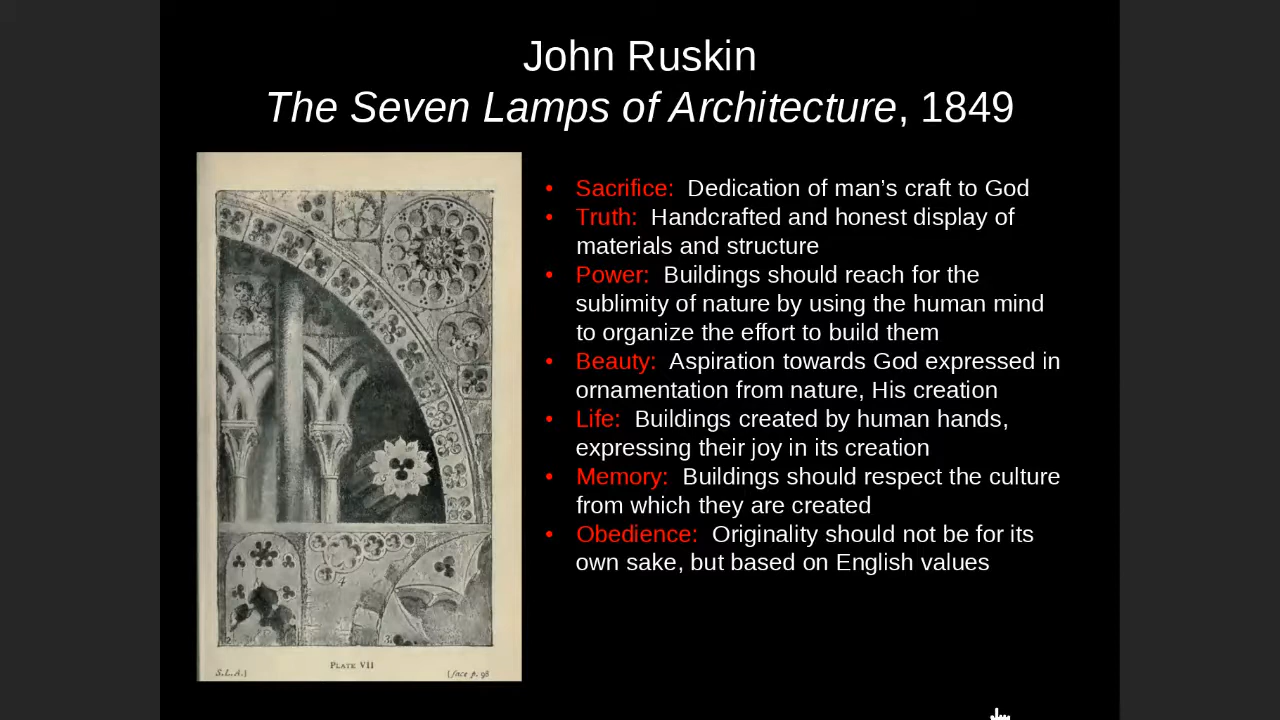 John Ruskin
The Seven Lamps of Architecture, 1849
• Sacrifice: Dedication of man's craft to God
• Truth: Handcrafted and honest display of
materials and structure
• Power: Buildings should reach for the
sublimity of nature by using the human mind
to organize the effort to build them
• Beauty: Aspiration towards God expressed in
ornamentation from nature, His creation
• Life: Buildings created by human hands,
expressing their joy in its creation
• Memory: Buildings should respect the culture
from which they are created
• Obedience: Originality should not be for its
own sake, but based on English values
4
PLATE VII
S.L.A.]
[face p. 98